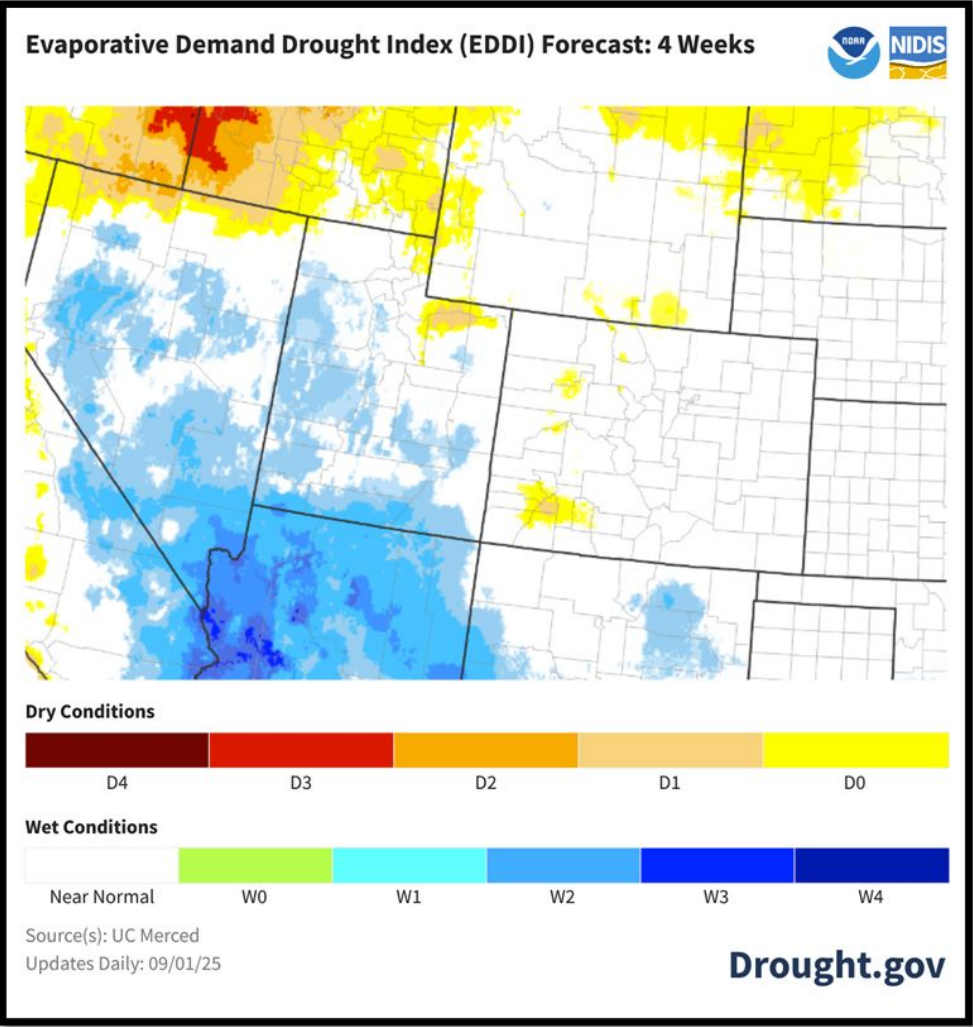 Evaporative Demand Drought Index (EDDI) Forecast: 4 Weeks
NOAA
NIDIS
Dry Conditions
D4 D3 D2 D1 D0
Wet Conditions
Near Normal W0 W1 W2 W3 W4
Source(s): UC Merced
Updates Daily: 09/01/25
Drought.gov